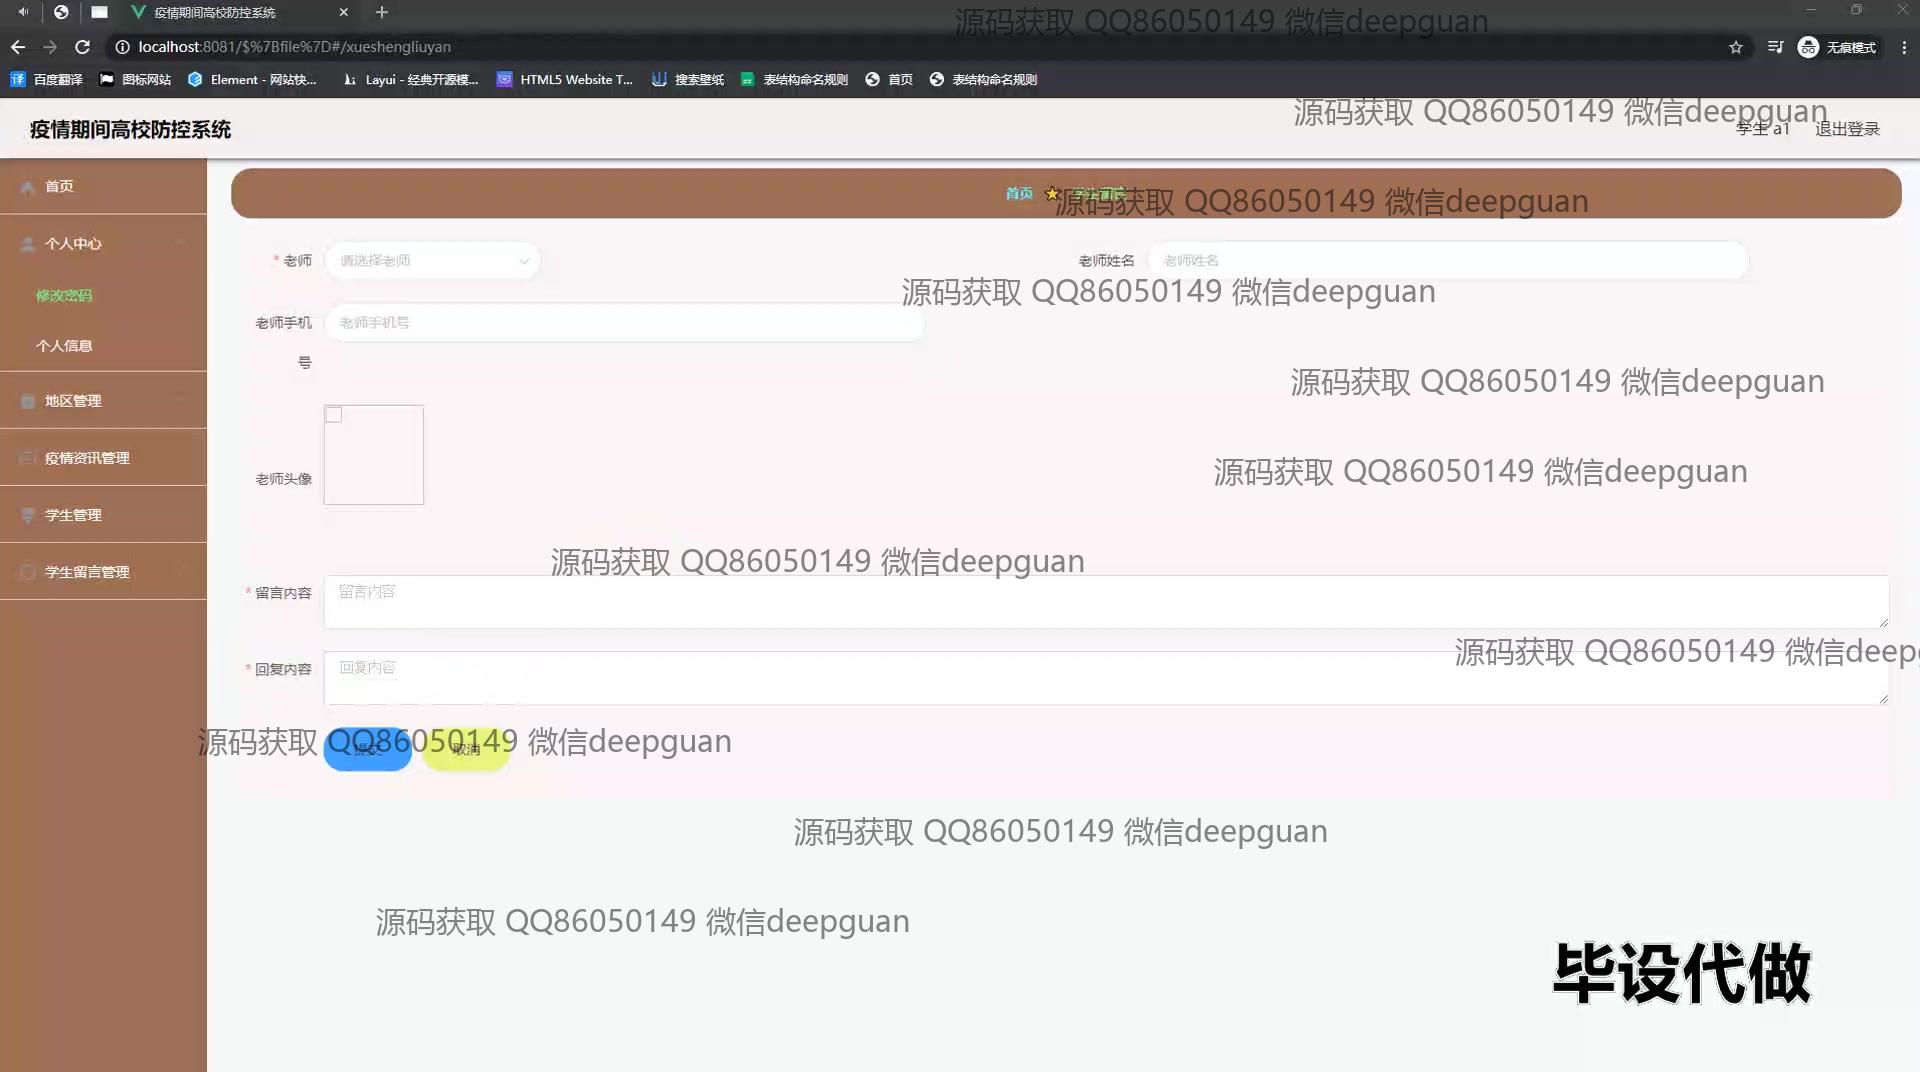 疫情期间高校防控系统
源码获取 QQ86050149 微信deepguan
localhost:8081/$%7Bfile%7D#/xueshengliuyan
无痕模式
百度翻译
图标网站
Element - 网站快...
Layui - 经典开源模...
HTML5 Website T...
搜索壁纸
表结构命名规则
首页
表结构命名规则
源码获取 QQ86050149 微信deepguan
疫情期间高校防控系统
学生 a1
退出登录
首页
首页
学生留言
源码获取 QQ86050149 微信deepguan
个人中心
* 老师
请选择老师
老师姓名
老师姓名
修改密码
源码获取 QQ86050149 微信deepguan
老师手机号
老师手机号
个人信息
源码获取 QQ86050149 微信deepguan
地区管理
疫情资讯管理
老师头像
源码获取 QQ86050149 微信deepguan
学生管理
源码获取 QQ86050149 微信deepguan
学生留言管理
* 留言内容
留言内容
源码获取 QQ86050149 微信deepg
* 回复内容
回复内容
源码获取 QQ86050149 微信deepguan
提交
取消
源码获取 QQ86050149 微信deepguan
源码获取 QQ86050149 微信deepguan
毕设代做